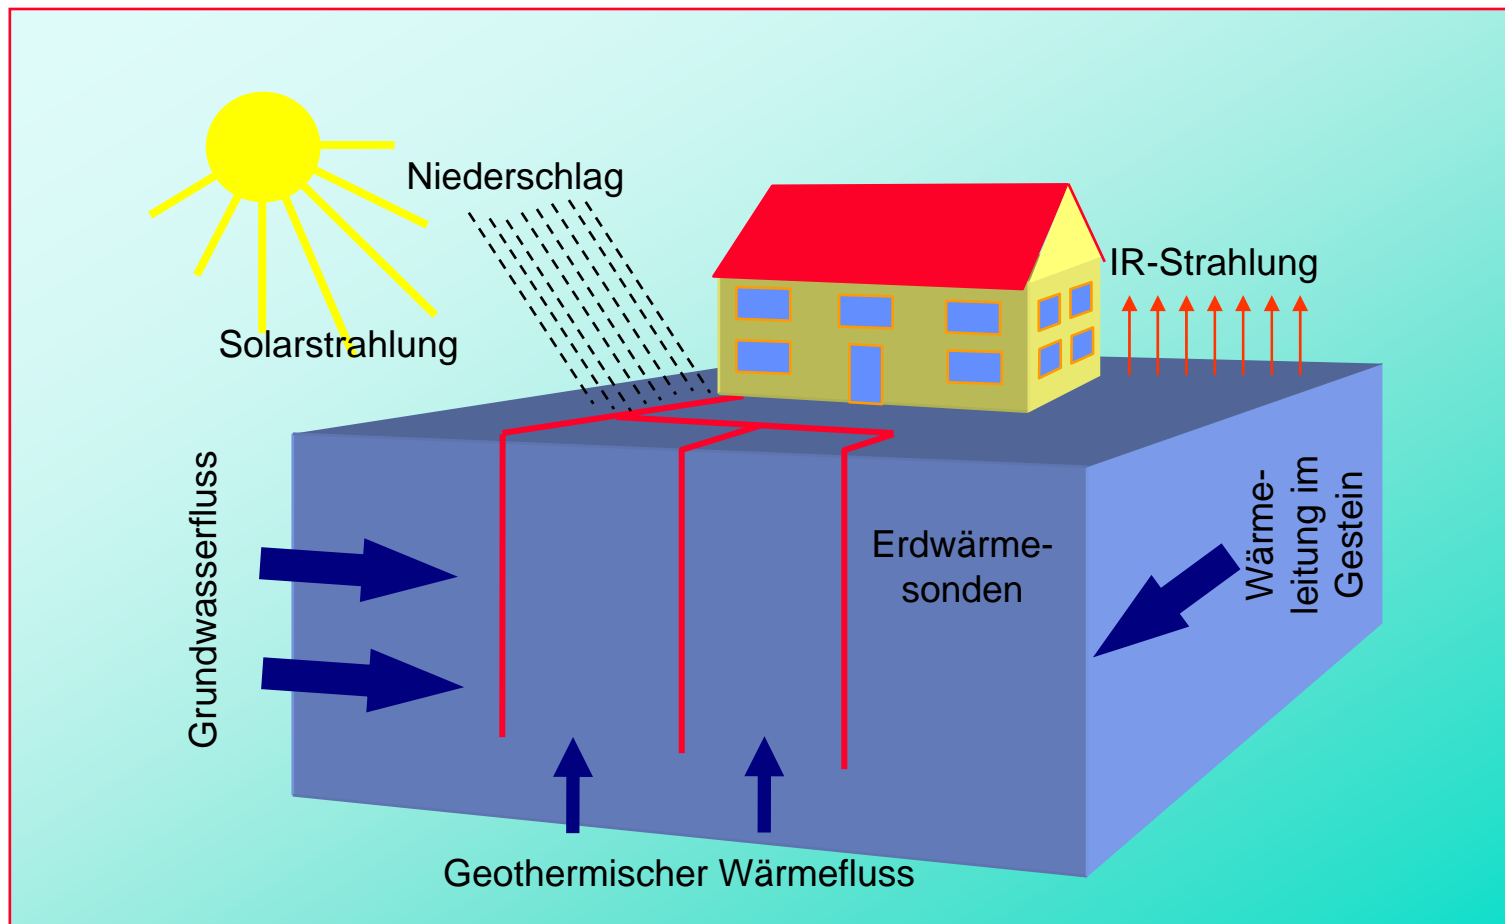 Niederschlag
IR-Strahlung
Solarstrahlung
Grundwasserfluss
Erdwärme-
sonden
Wärme-
leitung im
Gestein
Geothermischer Wärmefluss